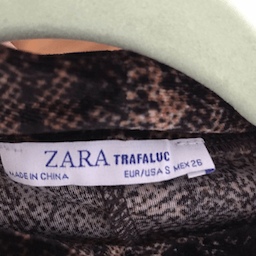 ZARA TRAFALUC
MADE IN CHINA EUR/USA S MEX 26